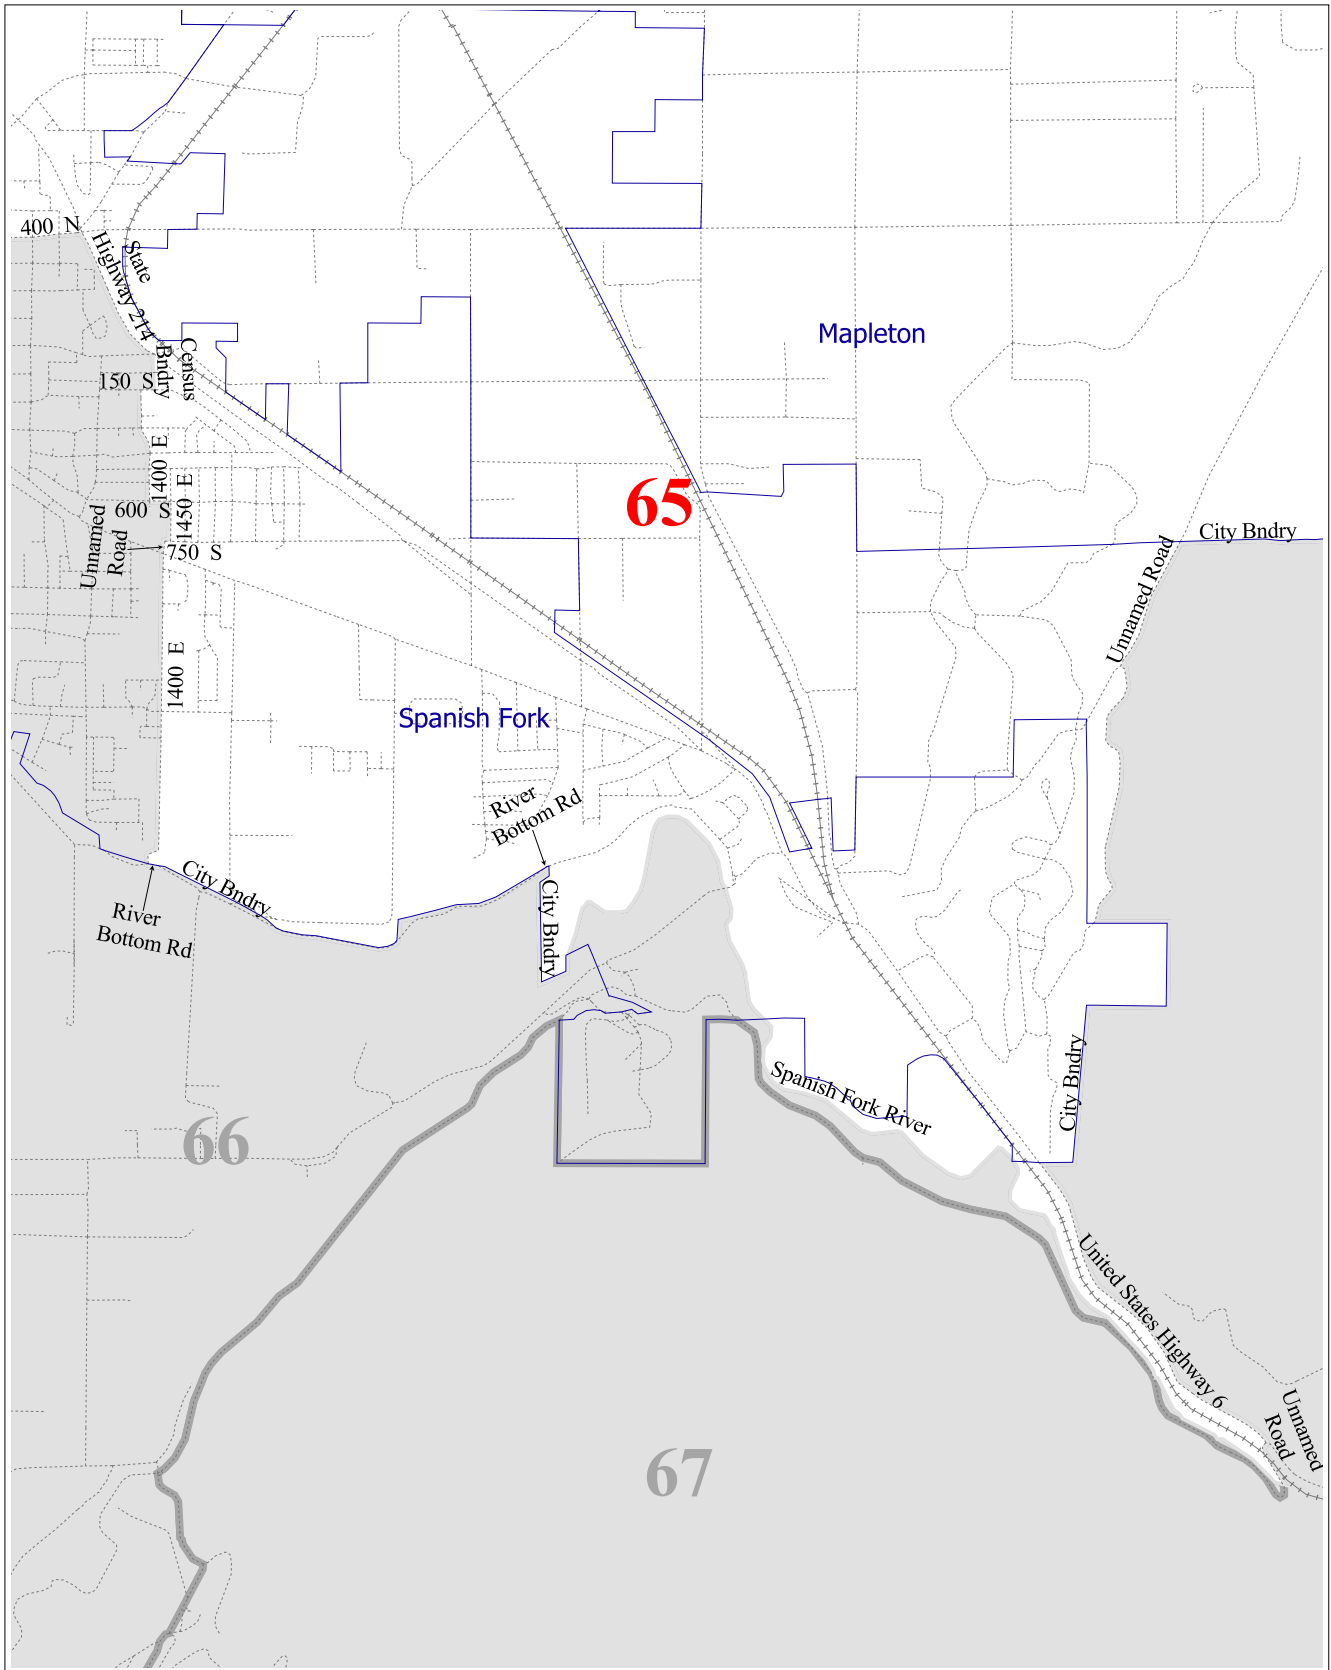 400 N
State
Highway 214
Mapleton
Census
Bndry
150 S
1400 E
1450 E
65
600 S
Unnamed
Road
750 S
City Bndry
Unnamed Road
1400 E
Spanish Fork
River
Bottom Rd
City Bndry
City Bndry
River
Bottom Rd
City Bndry
Spanish Fork River
66
United States Highway 6
Unnamed
Road
67